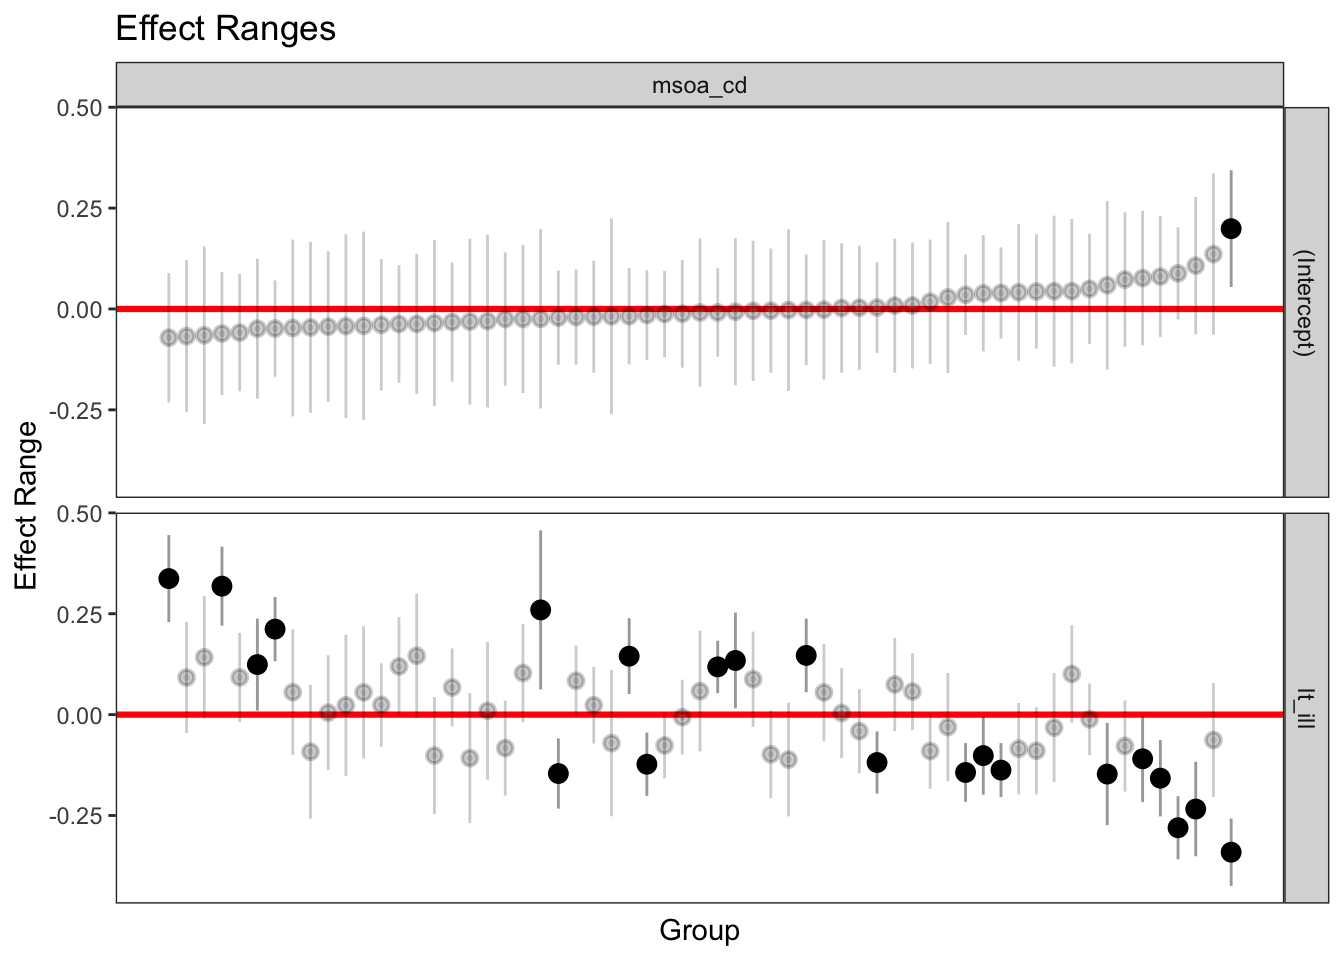 Effect Ranges
msoa_cd
0.50
0.25
0.00
-0.25
(Intercept)
Effect Range
0.50
0.25
0.00
-0.25
lt_ill
Group